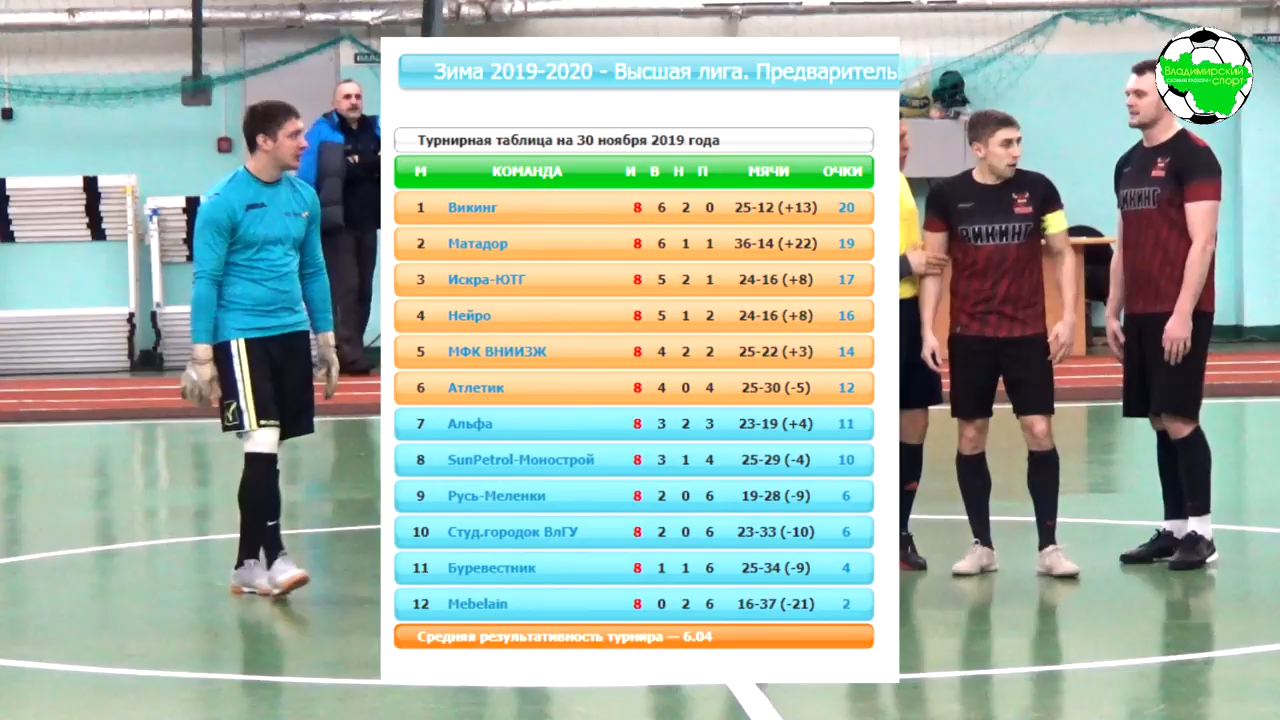 Зима 2019-2020 - Высшая лига. Предваритель
Турнирная таблица на 30 ноября 2019 года
М КОМАНДА И В Н П МЯЧИ ОЧКИ
1 Викинг 8 6 2 0 25-12 (+13) 20
2 Матадор 8 6 1 1 36-14 (+22) 19
3 Искра-ЮТГ 8 5 2 1 24-16 (+8) 17
4 Нейро 8 5 1 2 24-16 (+8) 16
5 МФК ВНИИЗЖ 8 4 2 2 25-22 (+3) 14
6 Атлетик 8 4 0 4 25-30 (-5) 12
7 Альфа 8 3 2 3 23-19 (+4) 11
8 SunPetrol-Монострой 8 3 1 4 25-29 (-4) 10
9 Русь-Меленки 8 2 0 6 19-28 (-9) 6
10 Студ.городок ВлГУ 8 2 0 6 23-33 (-10) 6
11 Буревестник 8 1 1 6 25-34 (-9) 4
12 Mebelain 8 0 2 6 16-37 (-21) 2
Средняя результативность турнира — 6.04
Владимирский
своими глазами
спорт
ВИКИНГ
ВИКИНГ